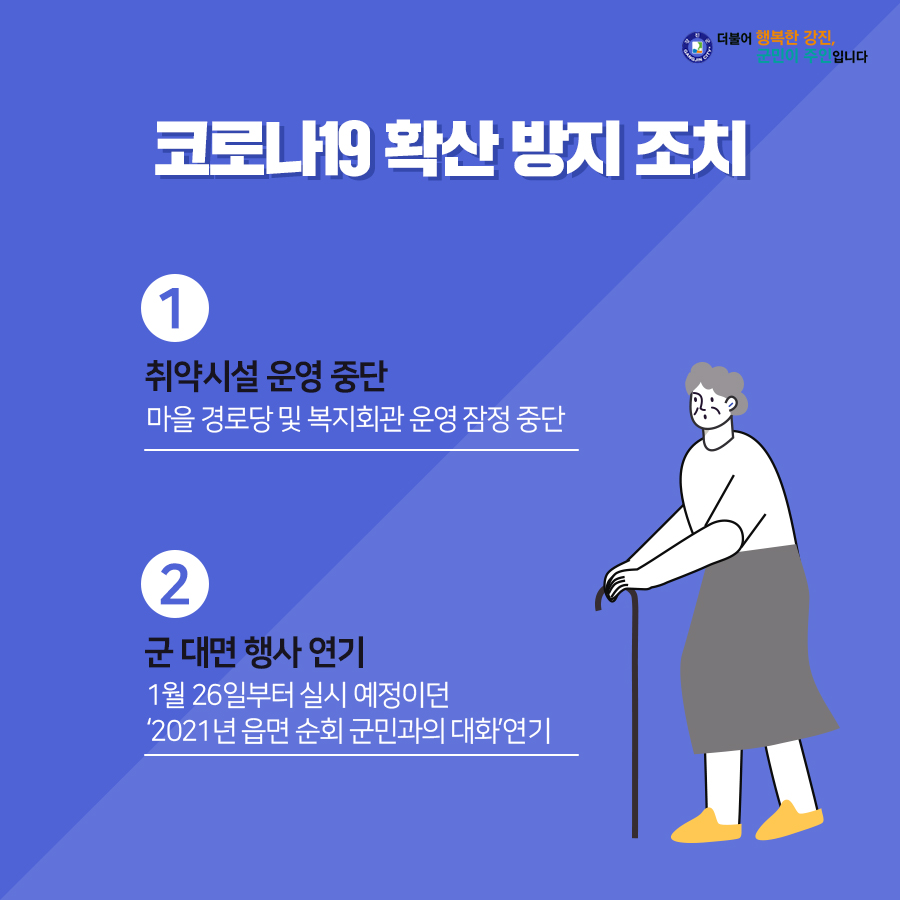 더불어 행복한 강진,
군민이 주인입니다
코로나19 확산 방지 조치
1
취약시설 운영 중단
마을 경로당 및 복지회관 운영 잠정 중단
2
군 대면 행사 연기
1월 26일부터 실시 예정이던
‘2021년 읍면 순회 군민과의 대화’연기